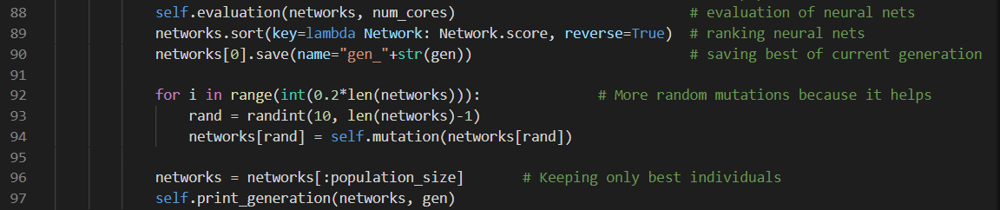 88 self.evaluation(networks, num_cores) # evaluation of neural nets
89 networks.sort(key=lambda Network: Network.score, reverse=True) # ranking neural nets
90 networks[0].save(name="gen_"+str(gen)) # saving best of current generation
91
92 for i in range(int(0.2*len(networks))): # More random mutations because it helps
93 rand = randint(10, len(networks)-1)
94 networks[rand] = self.mutation(networks[rand])
95
96 networks = networks[:population_size] # Keeping only best individuals
97 self.print_generation(networks, gen)